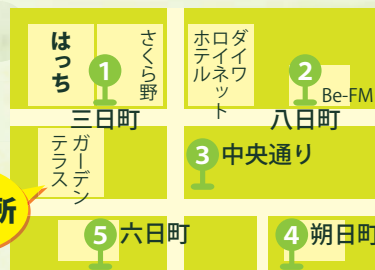 はっち
1
さくら野
ダイワ
ロイネット
ホテル
2
Be-FM
三日町
八日町
ガーデン
テラス
3 中央通り
所
5 六日町
4 朔日町